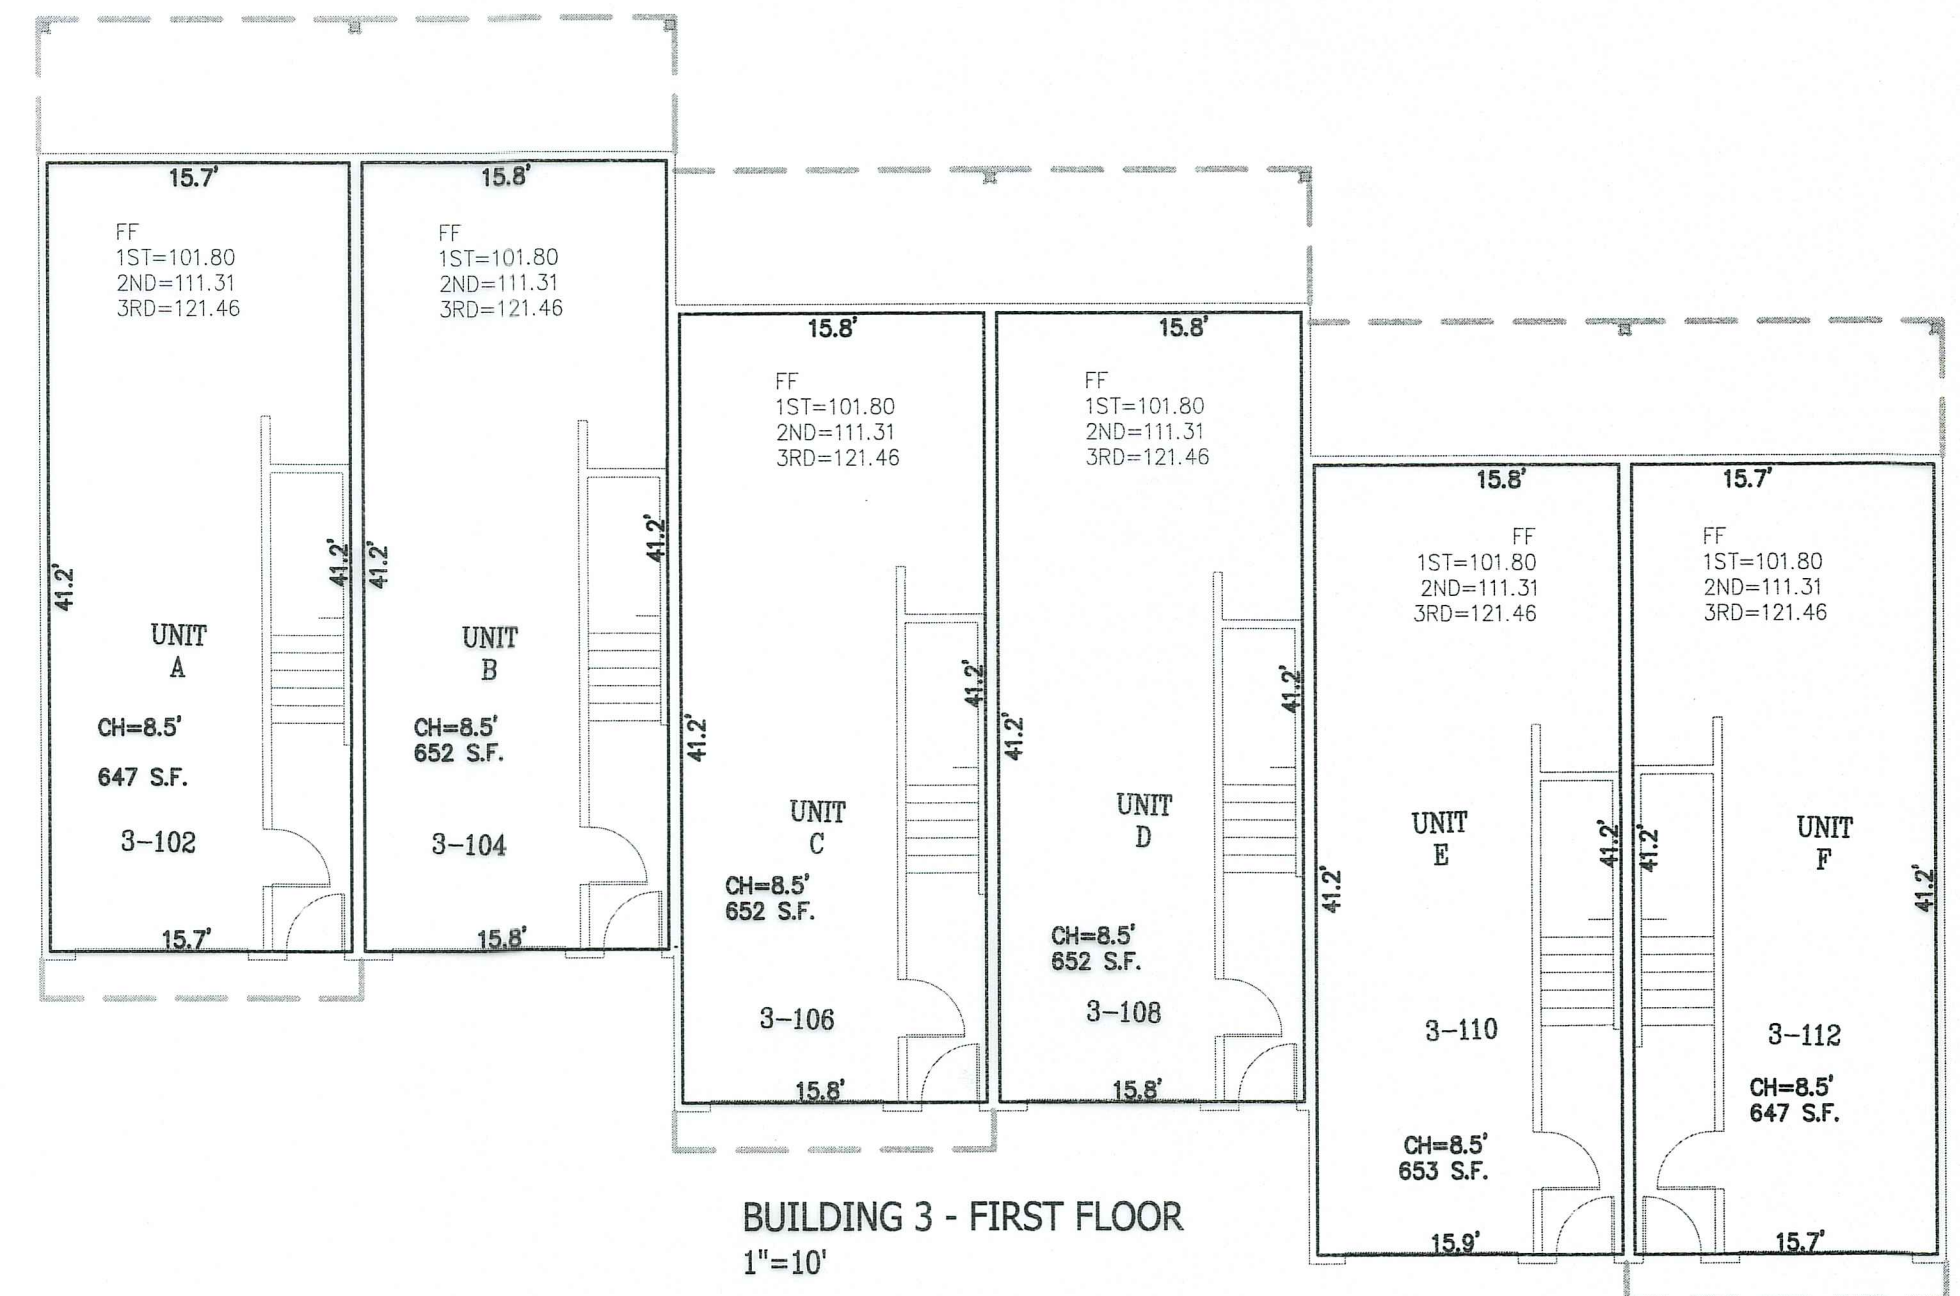 15.7'
FF
1ST=101.80
2ND=111.31
3RD=121.46
41.2'
41.2'
UNIT
A
CH=8.5'
647 S.F.
3-102
15.7'
15.8'
FF
1ST=101.80
2ND=111.31
3RD=121.46
41.2'
41.2'
UNIT
B
CH=8.5'
652 S.F.
3-104
15.8'
15.8'
FF
1ST=101.80
2ND=111.31
3RD=121.46
41.2'
41.2'
UNIT
C
CH=8.5'
652 S.F.
3-106
15.8'
15.8'
FF
1ST=101.80
2ND=111.31
3RD=121.46
41.2'
41.2'
UNIT
D
CH=8.5'
652 S.F.
3-108
15.8'
15.8'
FF
1ST=101.80
2ND=111.31
3RD=121.46
41.2'
41.2'
UNIT
E
3-110
CH=8.5'
653 S.F.
15.9'
15.7'
FF
1ST=101.80
2ND=111.31
3RD=121.46
41.2'
41.2'
UNIT
F
3-112
CH=8.5'
647 S.F.
15.7'
BUILDING 3 - FIRST FLOOR
1"=10'